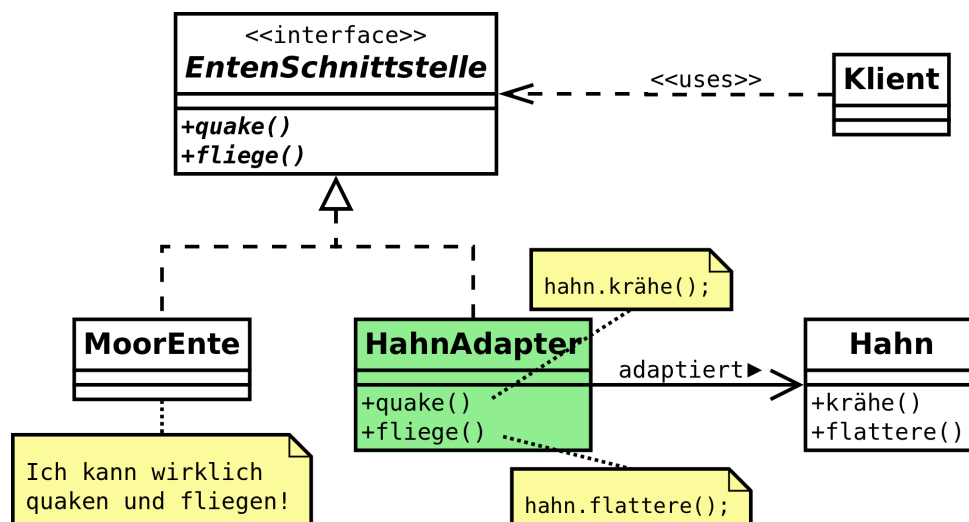 <<interface>>
EntenSchnittstelle
+quake()
+fliege()
<<uses>>
Klient
hahn.krähe();
MoorEnte
HahnAdapter
+quake()
+fliege()
adaptiert▶
Hahn
+krähe()
+flattere()
Ich kann wirklich
quaken und fliegen!
hahn.flattere();